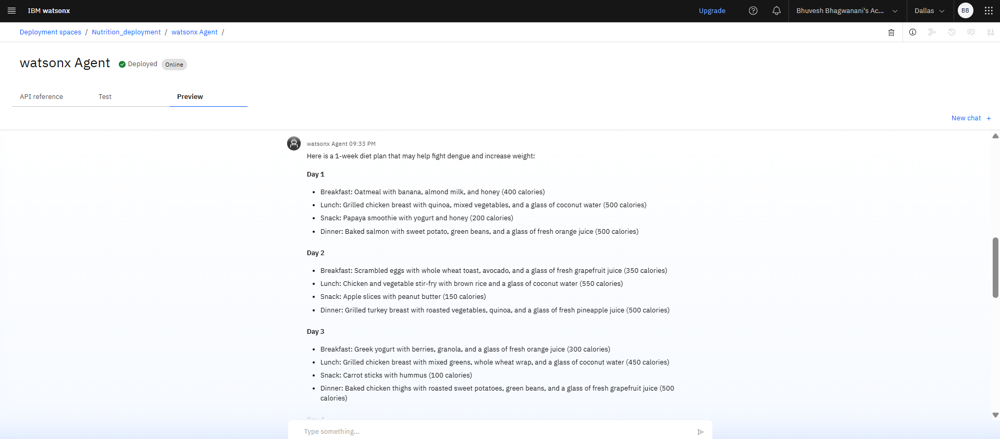 IBM watsonx
Upgrade
Bhuvesh Bhagwanani's Ac...
Dallas
BB
Deployment spaces / Nutrition_deployment / watsonx Agent /
watsonx Agent
Deployed
Online
API reference
Test
Preview
New chat +
watsonx Agent 09:33 PM
Here is a 1-week diet plan that may help fight dengue and increase weight:
Day 1
• Breakfast: Oatmeal with banana, almond milk, and honey (400 calories)
• Lunch: Grilled chicken breast with quinoa, mixed vegetables, and a glass of coconut water (500 calories)
• Snack: Papaya smoothie with yogurt and honey (200 calories)
• Dinner: Baked salmon with sweet potato, green beans, and a glass of fresh orange juice (500 calories)
Day 2
• Breakfast: Scrambled eggs with whole wheat toast, avocado, and a glass of fresh grapefruit juice (350 calories)
• Lunch: Chicken and vegetable stir-fry with brown rice and a glass of coconut water (550 calories)
• Snack: Apple slices with peanut butter (150 calories)
• Dinner: Grilled turkey breast with roasted vegetables, quinoa, and a glass of fresh pineapple juice (500 calories)
Day 3
• Breakfast: Greek yogurt with berries, granola, and a glass of fresh orange juice (300 calories)
• Lunch: Grilled chicken breast with mixed greens, whole wheat wrap, and a glass of coconut water (450 calories)
• Snack: Carrot sticks with hummus (100 calories)
• Dinner: Baked chicken thighs with roasted sweet potatoes, green beans, and a glass of fresh grapefruit juice (500
calories)
Day 4
Type something...